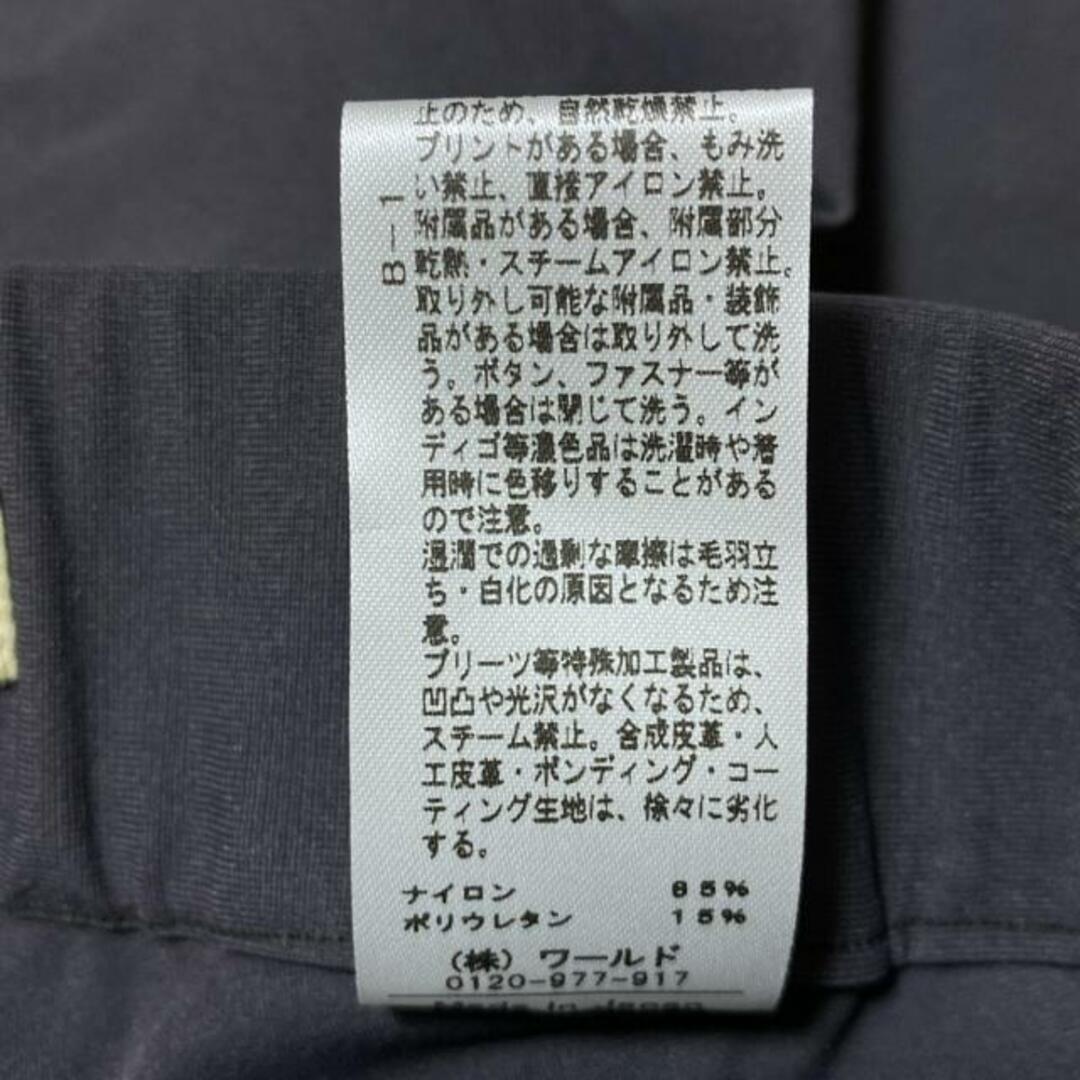 止のため、自然乾燥禁止。
プリントがある場合、もみ洗
い禁止、直接アイロン禁止。
附属品がある場合、附属部分
乾熱・スチームアイロン禁止。
取り外し可能な附属品・装飾
品がある場合は取り外して洗
う。ボタン、ファスナー等が
ある場合は閉じて洗う。イン
ディゴ等濃色品は洗濯時や着
用時に色移りすることがある
ので注意。
湿潤での過剰な摩擦は毛羽立
ち・白化の原因となるため注
意。
プリーツ等特殊加工製品は、
凹凸や光沢がなくなるため、
スチーム禁止。合成皮革・人
工皮革・ボンディング・コー
ティング生地は、徐々に劣化
する。
B-1
ナイロン 85%
ポリウレタン 15%
(株) ワールド
0120-977-917
Made in Japan